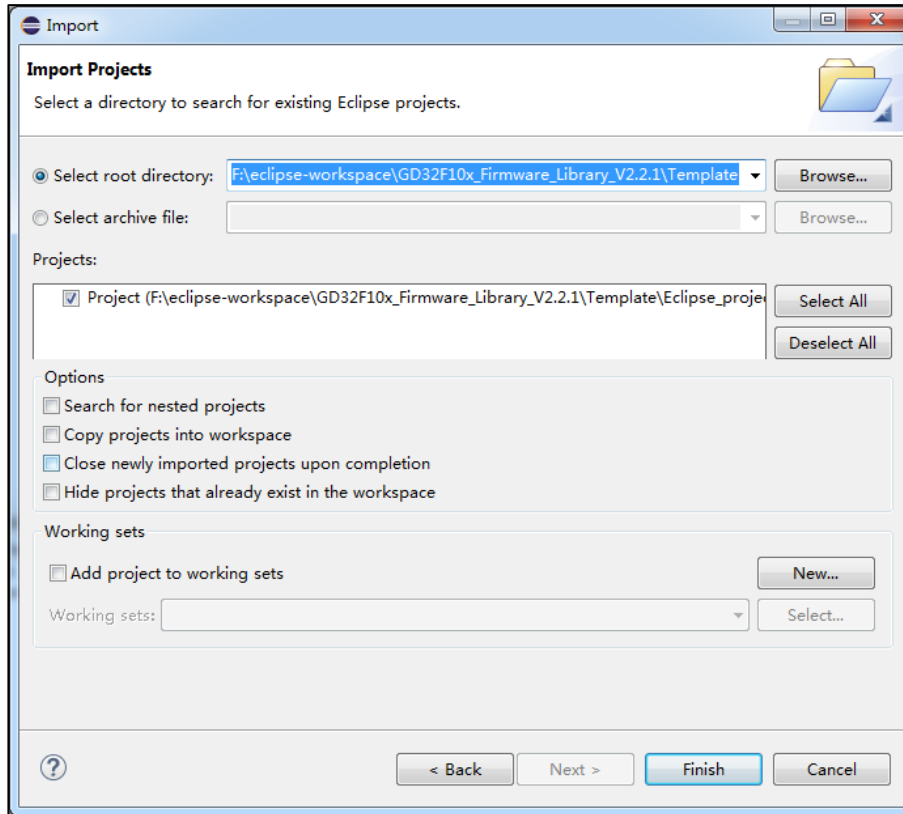 Import
Import Projects
Select a directory to search for existing Eclipse projects.
Select root directory: F:\eclipse-workspace\GD32F10x_Firmware_Library_V2.2.1\Template Browse...
Select archive file: Browse...
Projects:
Project (F:\eclipse-workspace\GD32F10x_Firmware_Library_V2.2.1\Template\Eclipse_proje Select All
Deselect All
Options
Search for nested projects
Copy projects into workspace
Close newly imported projects upon completion
Hide projects that already exist in the workspace
Working sets
Add project to working sets New...
Working sets: Select...
? < Back Next > Finish Cancel